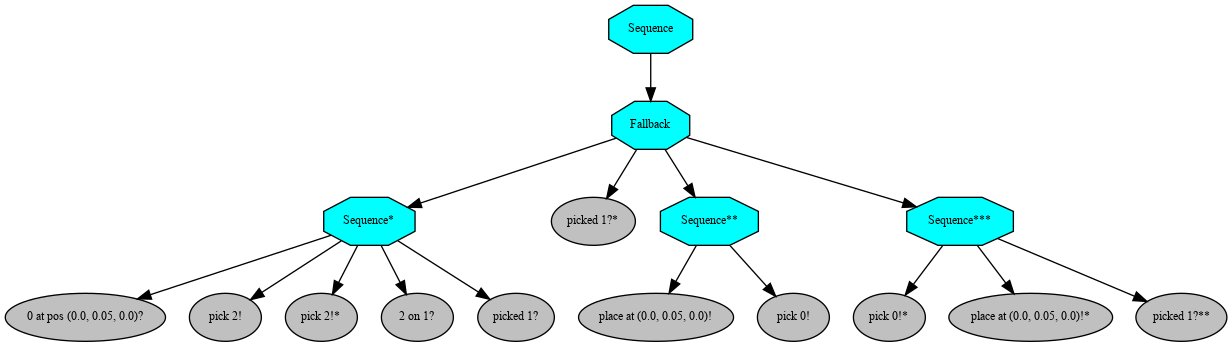 Sequence
Fallback
Sequence*
picked 1?*
Sequence**
Sequence***
0 at pos (0.0, 0.05, 0.0)?
pick 2!
pick 2!*
2 on 1?
picked 1?
place at (0.0, 0.05, 0.0)!
pick 0!
pick 0!*
place at (0.0, 0.05, 0.0)!*
picked 1?**